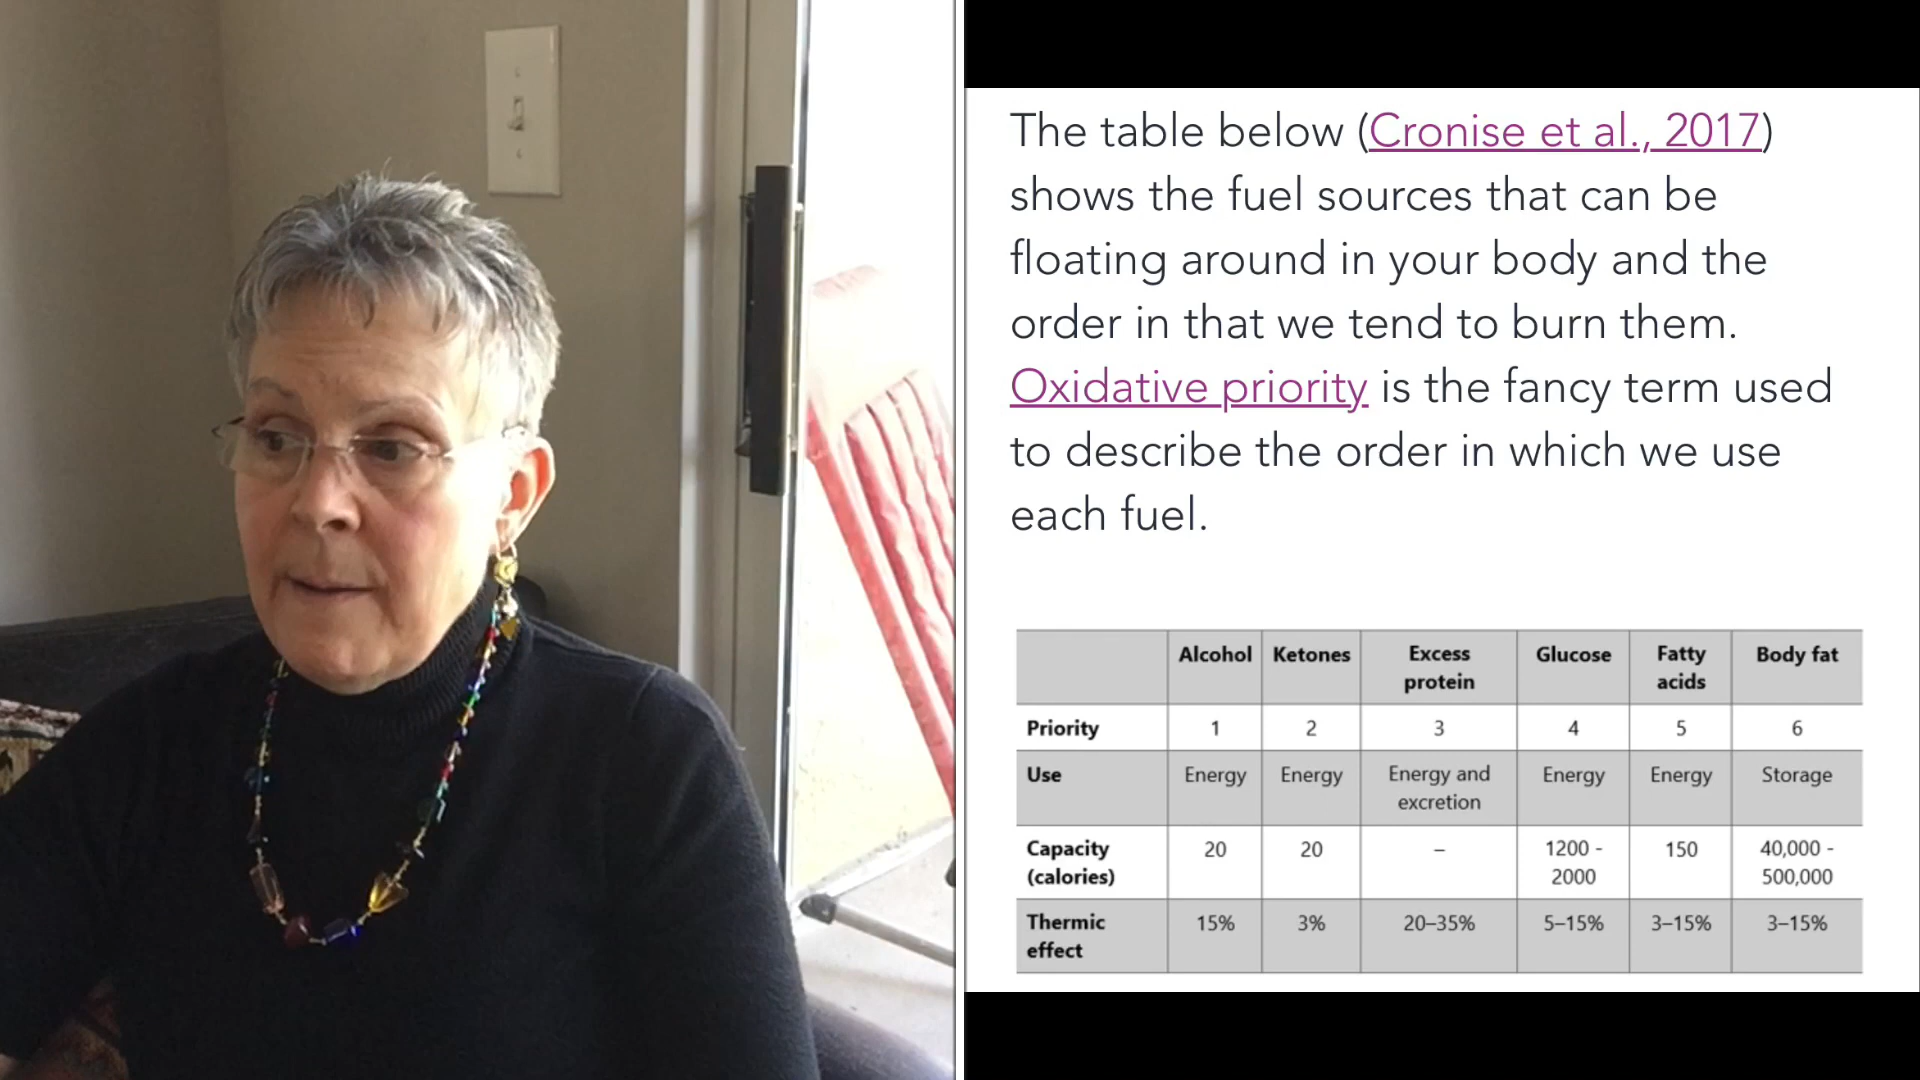 The table below (Cronise et al., 2017)
shows the fuel sources that can be
floating around in your body and the
order in that we tend to burn them.
Oxidative priority is the fancy term used
to describe the order in which we use
each fuel.
Alcohol Ketones Excess protein Glucose Fatty acids Body fat
Priority 1 2 3 4 5 6
Use Energy Energy Energy and excretion Energy Energy Storage
Capacity (calories) 20 20 – 1200 - 2000 150 40,000 - 500,000
Thermic effect 15% 3% 20–35% 5–15% 3–15% 3–15%